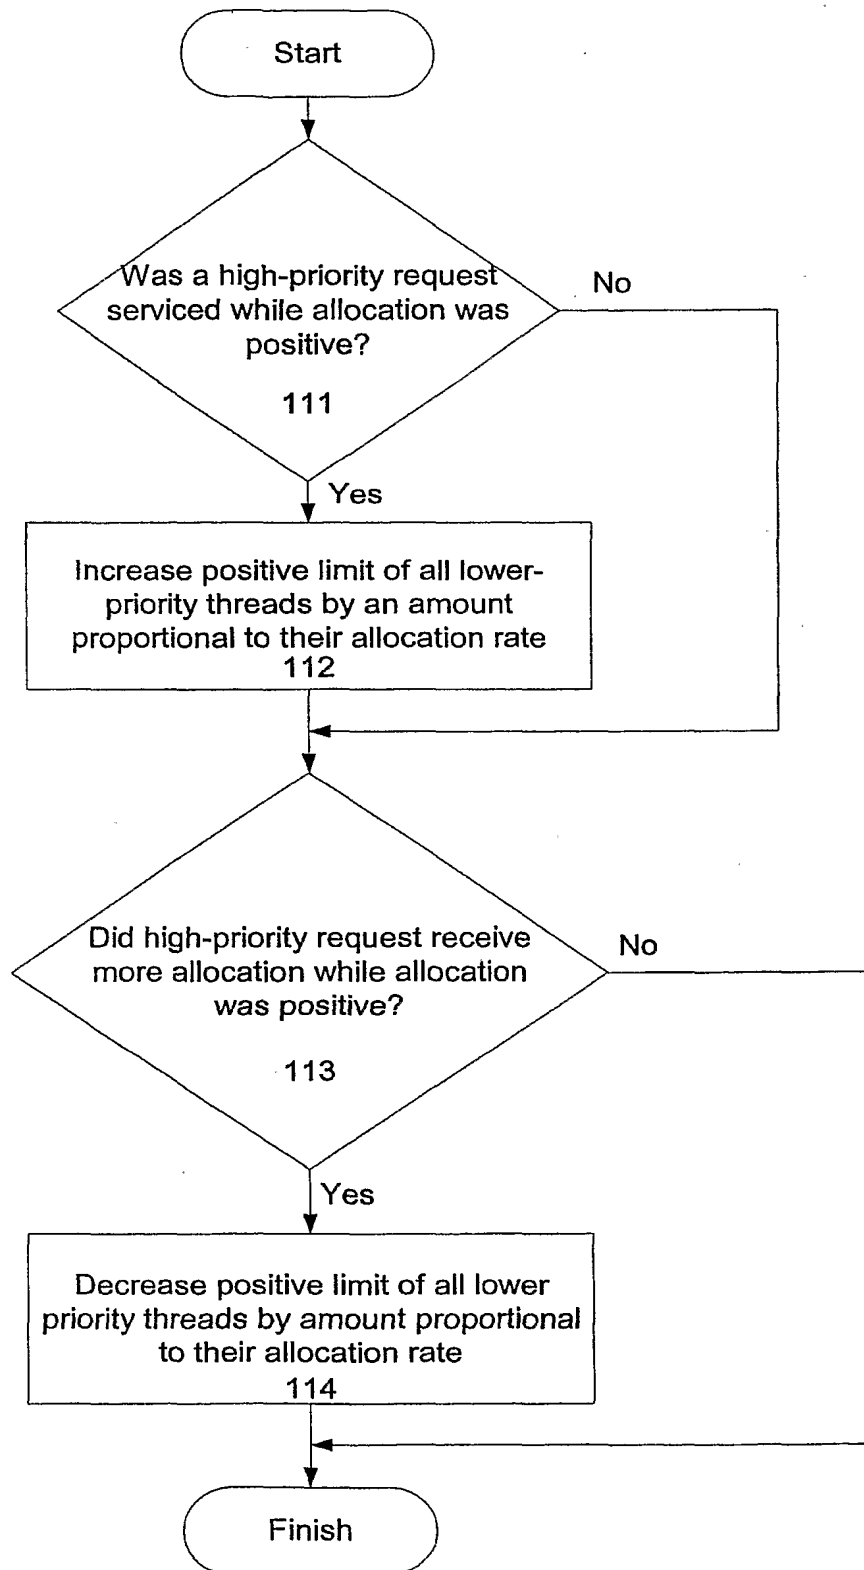 Start
Was a high-priority request
serviced while allocation was
positive?
111
No
Yes
Increase positive limit of all lower-
priority threads by an amount
proportional to their allocation rate
112
Did high-priority request receive
more allocation while allocation
was positive?
113
No
Yes
Decrease positive limit of all lower
priority threads by amount proportional
to their allocation rate
114
Finish